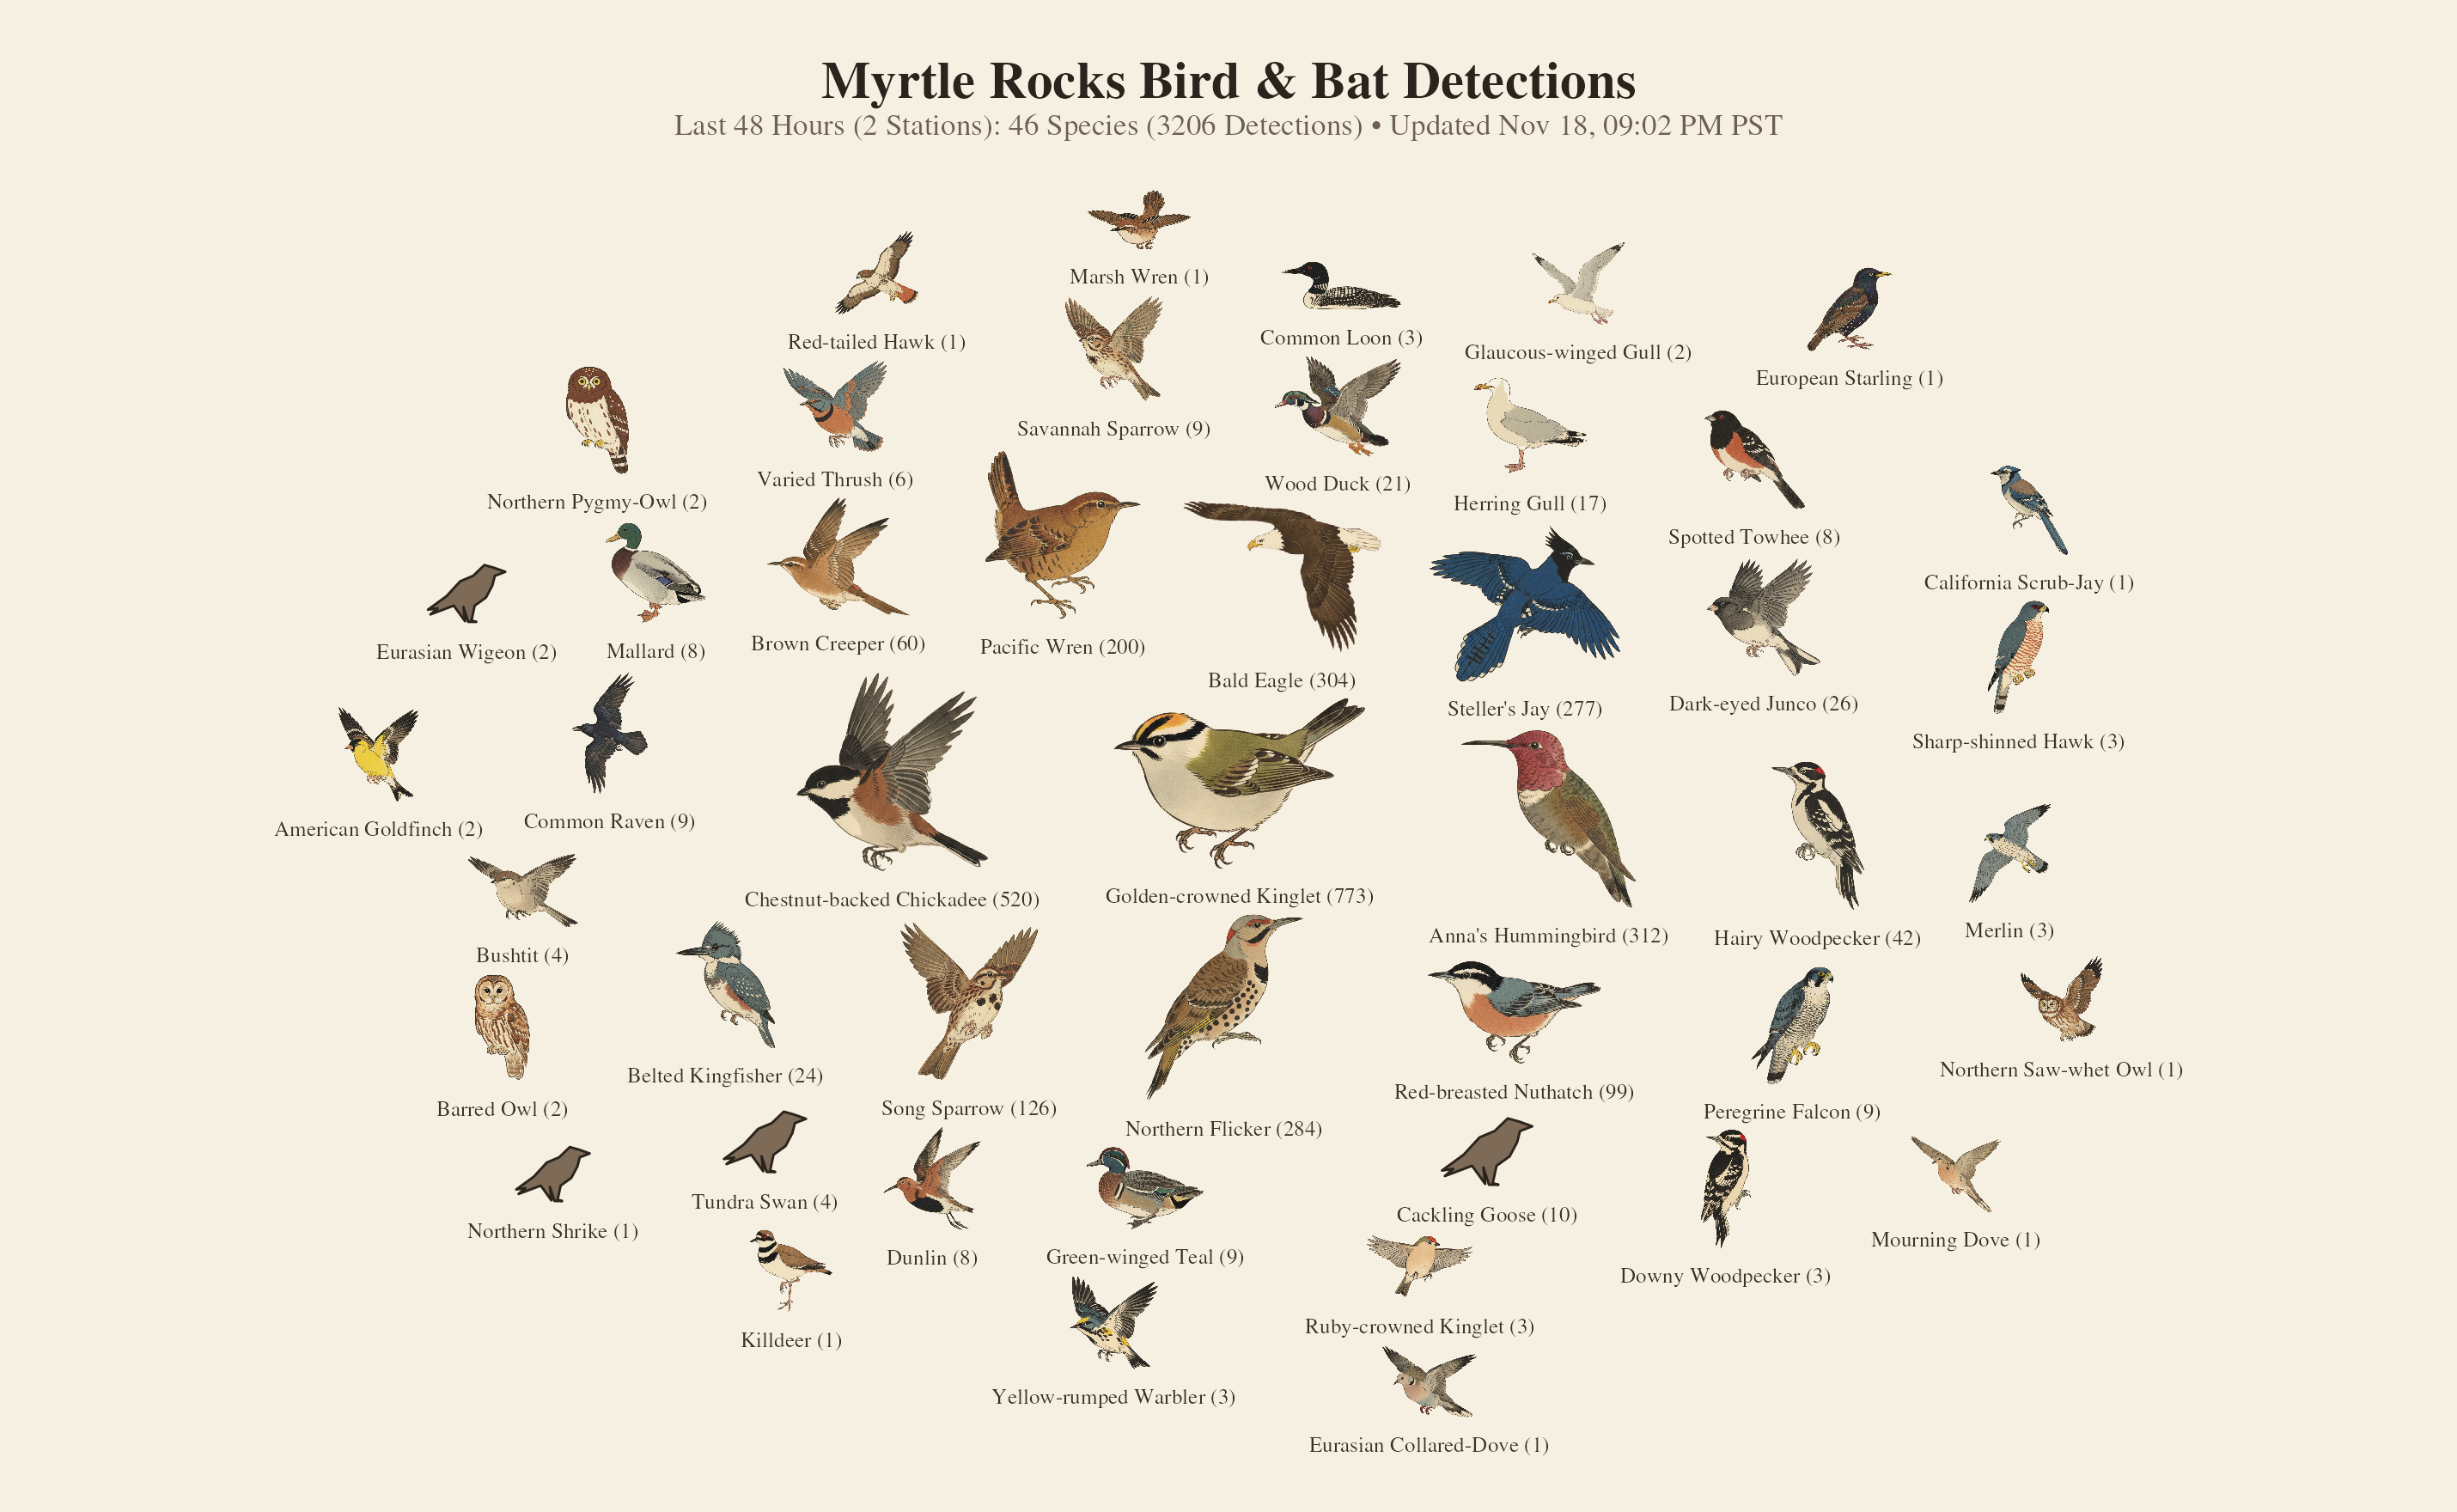 Myrtle Rocks Bird & Bat Detections
Last 48 Hours (2 Stations): 46 Species (3206 Detections) • Updated Nov 18, 09:02 PM PST
Marsh Wren (1)
Red-tailed Hawk (1)
Common Loon (3)
Glaucous-winged Gull (2)
European Starling (1)
Savannah Sparrow (9)
Varied Thrush (6)
Wood Duck (21)
Northern Pygmy-Owl (2)
Herring Gull (17)
Spotted Towhee (8)
California Scrub-Jay (1)
Brown Creeper (60)
Pacific Wren (200)
Eurasian Wigeon (2)
Mallard (8)
Bald Eagle (304)
Steller's Jay (277)
Dark-eyed Junco (26)
Sharp-shinned Hawk (3)
Common Raven (9)
American Goldfinch (2)
Chestnut-backed Chickadee (520)
Golden-crowned Kinglet (773)
Anna's Hummingbird (312)
Hairy Woodpecker (42)
Merlin (3)
Bushtit (4)
Belted Kingfisher (24)
Northern Saw-whet Owl (1)
Red-breasted Nuthatch (99)
Barred Owl (2)
Song Sparrow (126)
Peregrine Falcon (9)
Northern Flicker (284)
Tundra Swan (4)
Cackling Goose (10)
Northern Shrike (1)
Mourning Dove (1)
Dunlin (8)
Green-winged Teal (9)
Downy Woodpecker (3)
Ruby-crowned Kinglet (3)
Killdeer (1)
Yellow-rumped Warbler (3)
Eurasian Collared-Dove (1)